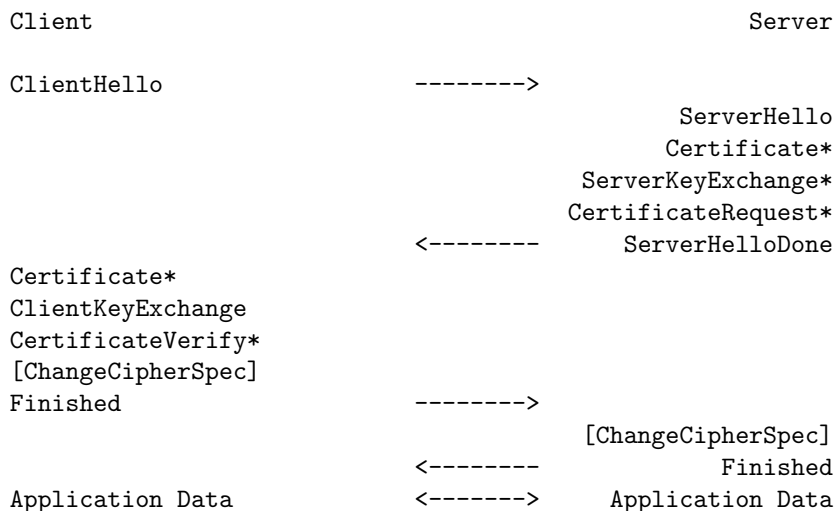 Client Server
ClientHello -------->
ServerHello
Certificate*
ServerKeyExchange*
CertificateRequest*
<-------- ServerHelloDone
Certificate*
ClientKeyExchange
CertificateVerify*
[ChangeCipherSpec]
Finished -------->
[ChangeCipherSpec]
<-------- Finished
Application Data <-------> Application Data